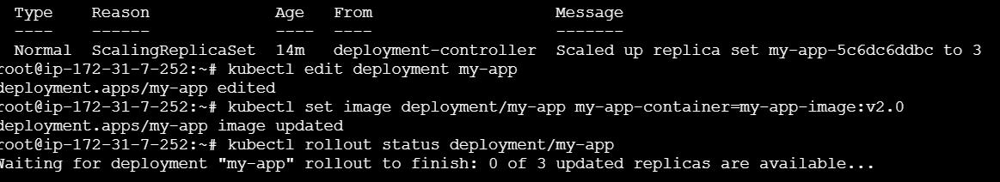 Type Reason Age From Message
---- ------ ---- ---- -------
Normal ScalingReplicaSet 14m deployment-controller Scaled up replica set my-app-5c6dc6ddbc to 3
root@ip-172-31-7-252:~# kubectl edit deployment my-app
deployment.apps/my-app edited
root@ip-172-31-7-252:~# kubectl set image deployment/my-app my-app-container=my-app-image:v2.0
deployment.apps/my-app image updated
root@ip-172-31-7-252:~# kubectl rollout status deployment/my-app
Waiting for deployment "my-app" rollout to finish: 0 of 3 updated replicas are available...